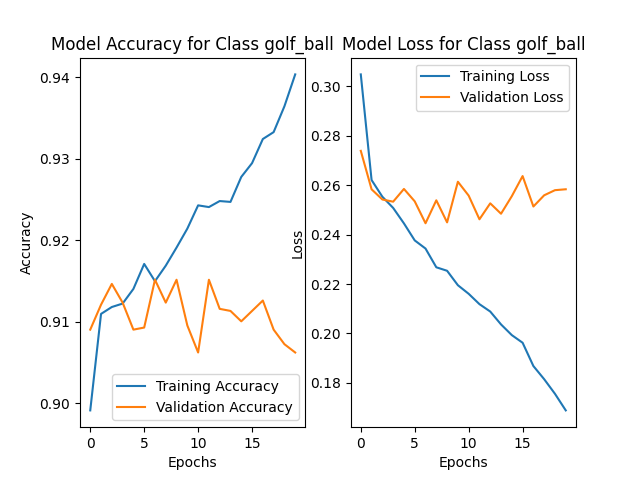 Model Accuracy for Class golf_ball
0.94
0.93
0.92
0.91
0.90
Accuracy
Training Accuracy
Validation Accuracy
0 5 10 15
Epochs
Model Loss for Class golf_ball
0.30
0.28
0.26
0.24
0.22
0.20
0.18
Loss
Training Loss
Validation Loss
0 5 10 15
Epochs